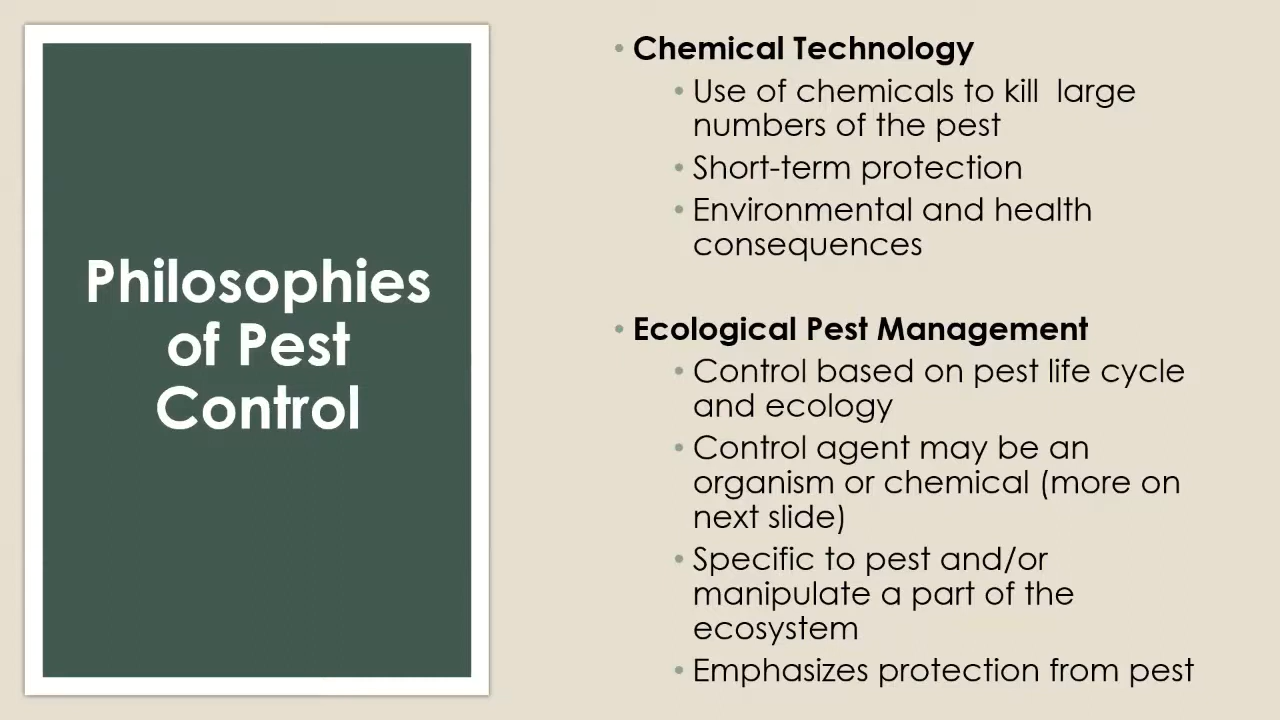 Philosophies
of Pest
Control
• Chemical Technology
• Use of chemicals to kill  large
numbers of the pest
• Short-term protection
• Environmental and health
consequences
• Ecological Pest Management
• Control based on pest life cycle
and ecology
• Control agent may be an
organism or chemical (more on
next slide)
• Specific to pest and/or
manipulate a part of the
ecosystem
• Emphasizes protection from pest